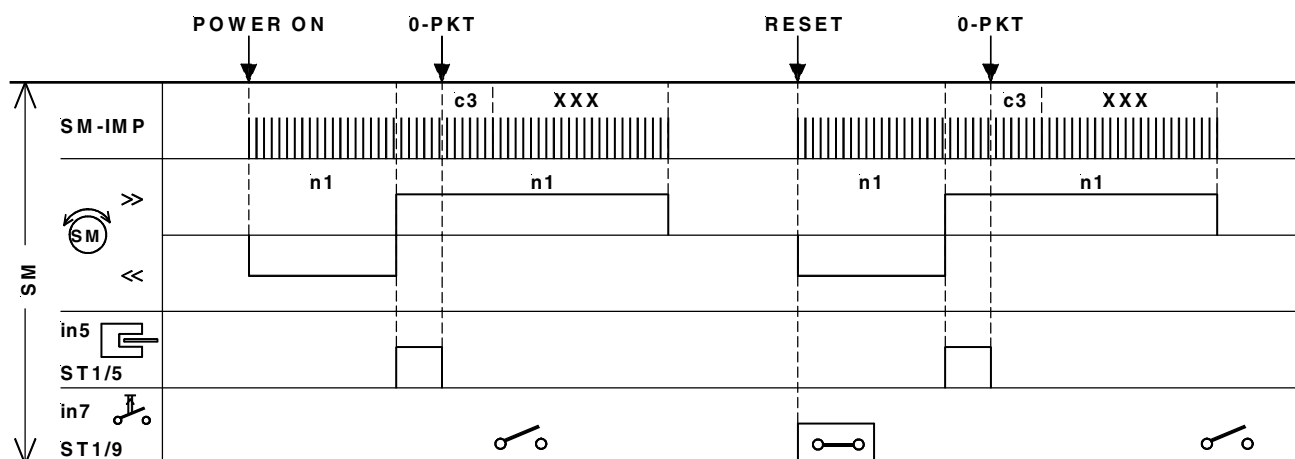 POWER ON 0-PKT RESET 0-PKT
c3 XXX c3 XXX
SM-IMP
n1 n1 n1 n1
>>
SM
<<
SM
in5
ST1/5
in7
ST1/9